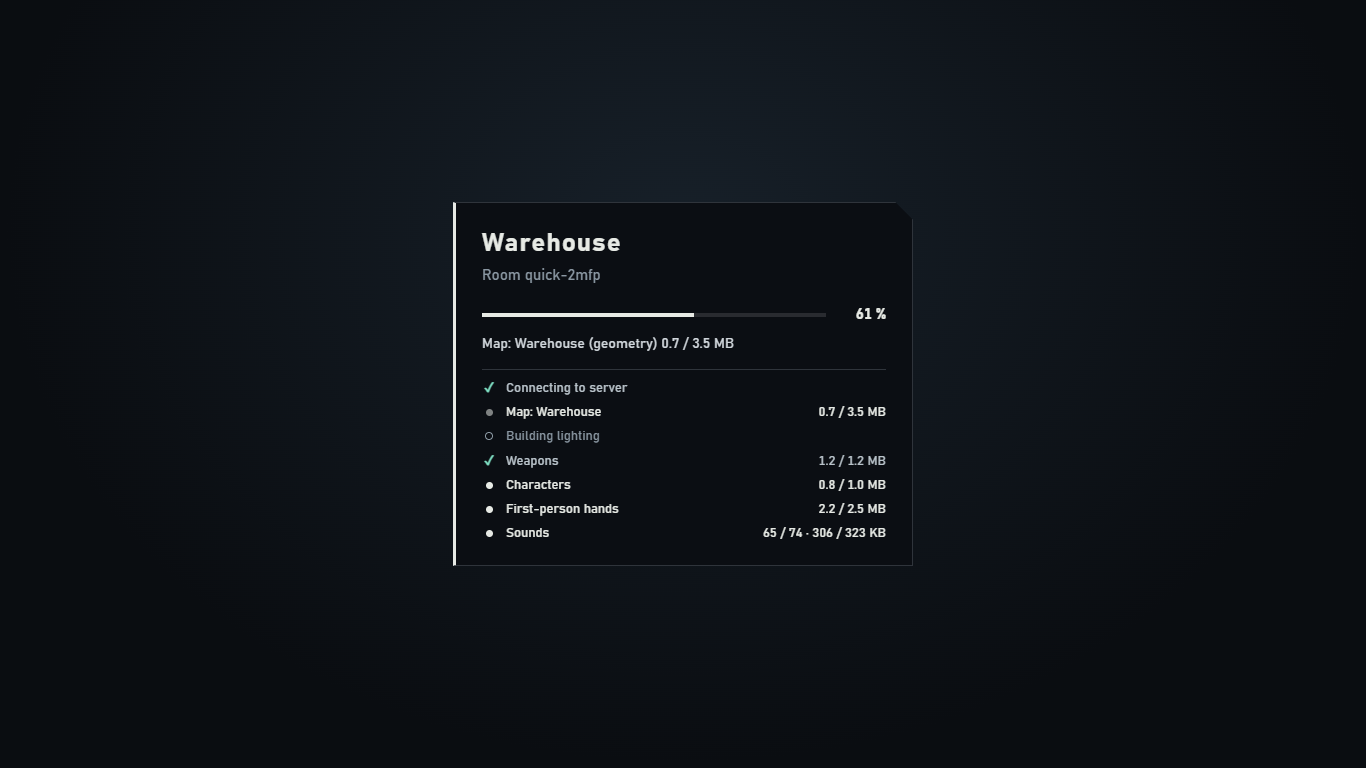 Warehouse
Room quick-2mfp
61 %
Map: Warehouse (geometry) 0.7 / 3.5 MB
Connecting to server
Map: Warehouse 0.7 / 3.5 MB
Building lighting
Weapons 1.2 / 1.2 MB
Characters 0.8 / 1.0 MB
First-person hands 2.2 / 2.5 MB
Sounds 65 / 74 · 306 / 323 KB